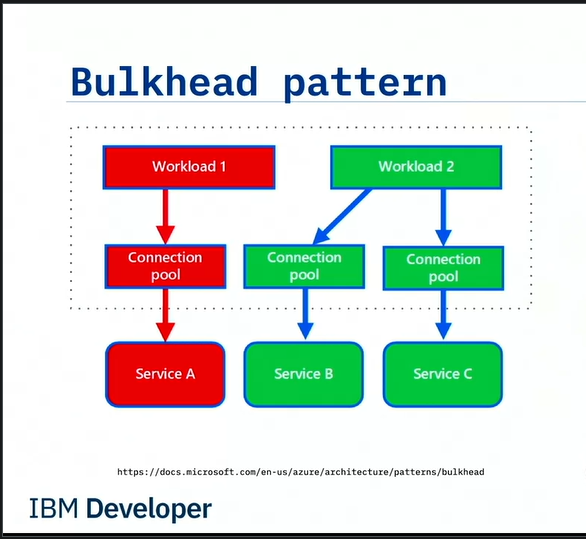 Bulkhead pattern
Workload 1
Workload 2
Connection
pool
Connection
pool
Connection
pool
Service A
Service B
Service C
https://docs.microsoft.com/en-us/azure/architecture/patterns/bulkhead
IBM Developer